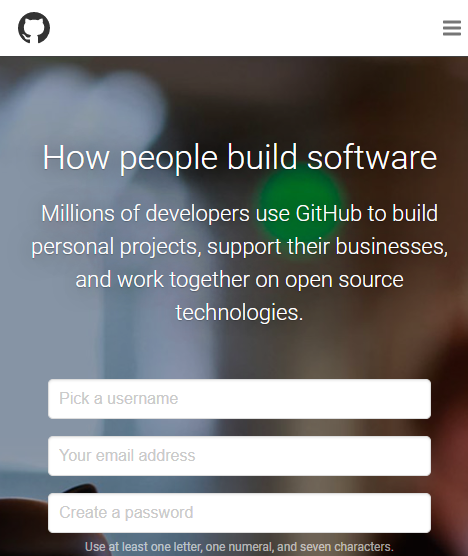 How people build software
Millions of developers use GitHub to build
personal projects, support their businesses,
and work together on open source
technologies.
Pick a username
Your email address
Create a password
Use at least one letter, one numeral, and seven characters.